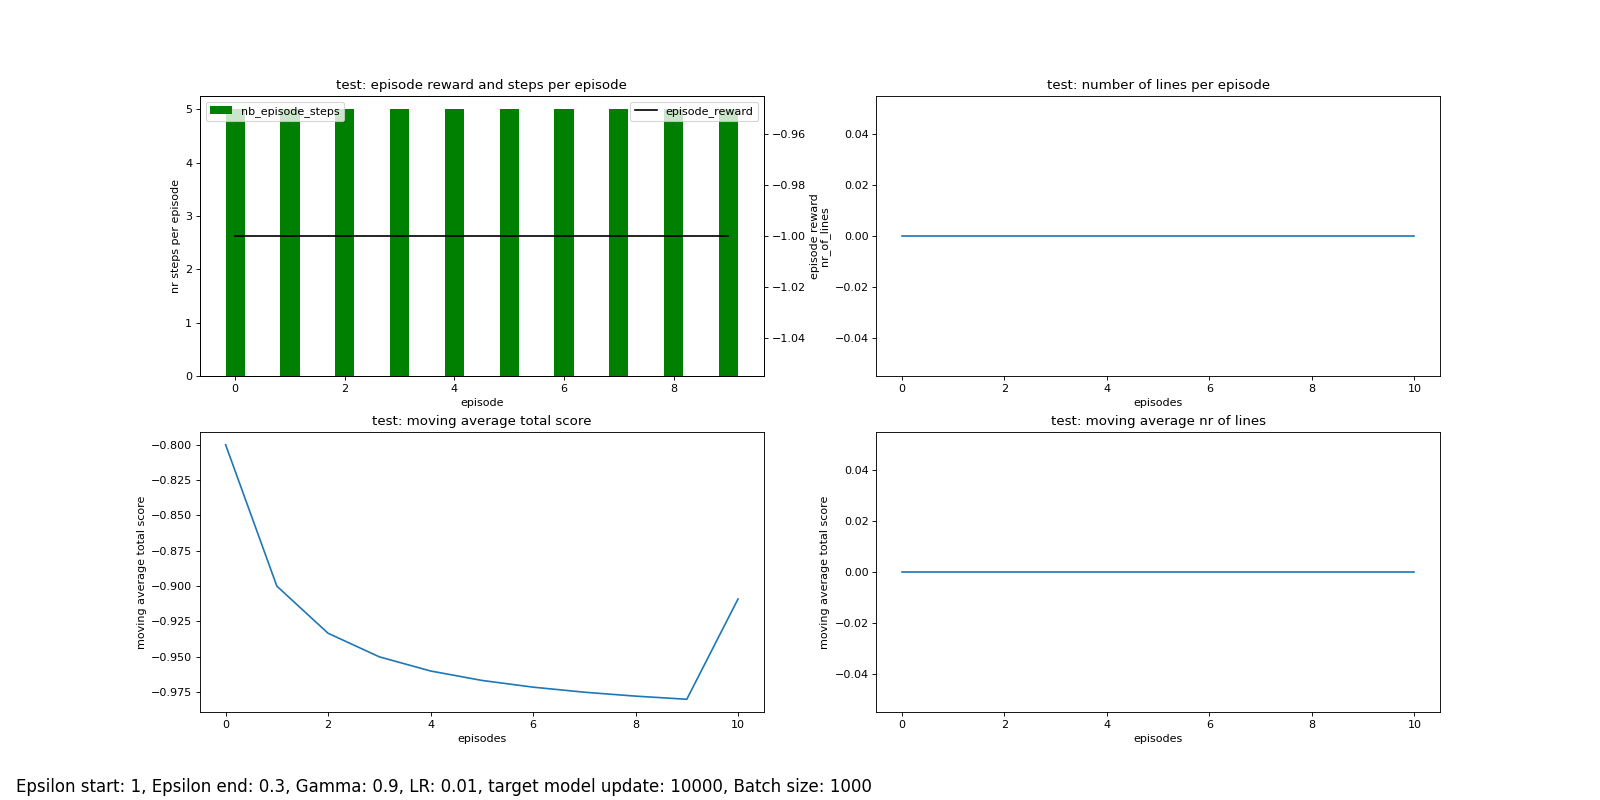 test: episode reward and steps per episode
nb_episode_steps
episode_reward
5
4
3
2
1
0
nr steps per episode
−0.96
−0.98
−1.00
−1.02
−1.04
episode reward
0 2 4 6 8
episode
test: number of lines per episode
nr_of_lines
0.04
0.02
0.00
−0.02
−0.04
0 2 4 6 8 10
episodes
test: moving average total score
moving average total score
−0.800
−0.825
−0.850
−0.875
−0.900
−0.925
−0.950
−0.975
0 2 4 6 8 10
episodes
test: moving average nr of lines
moving average total score
0.04
0.02
0.00
−0.02
−0.04
0 2 4 6 8 10
episodes
Epsilon start: 1, Epsilon end: 0.3, Gamma: 0.9, LR: 0.01, target model update: 10000, Batch size: 1000